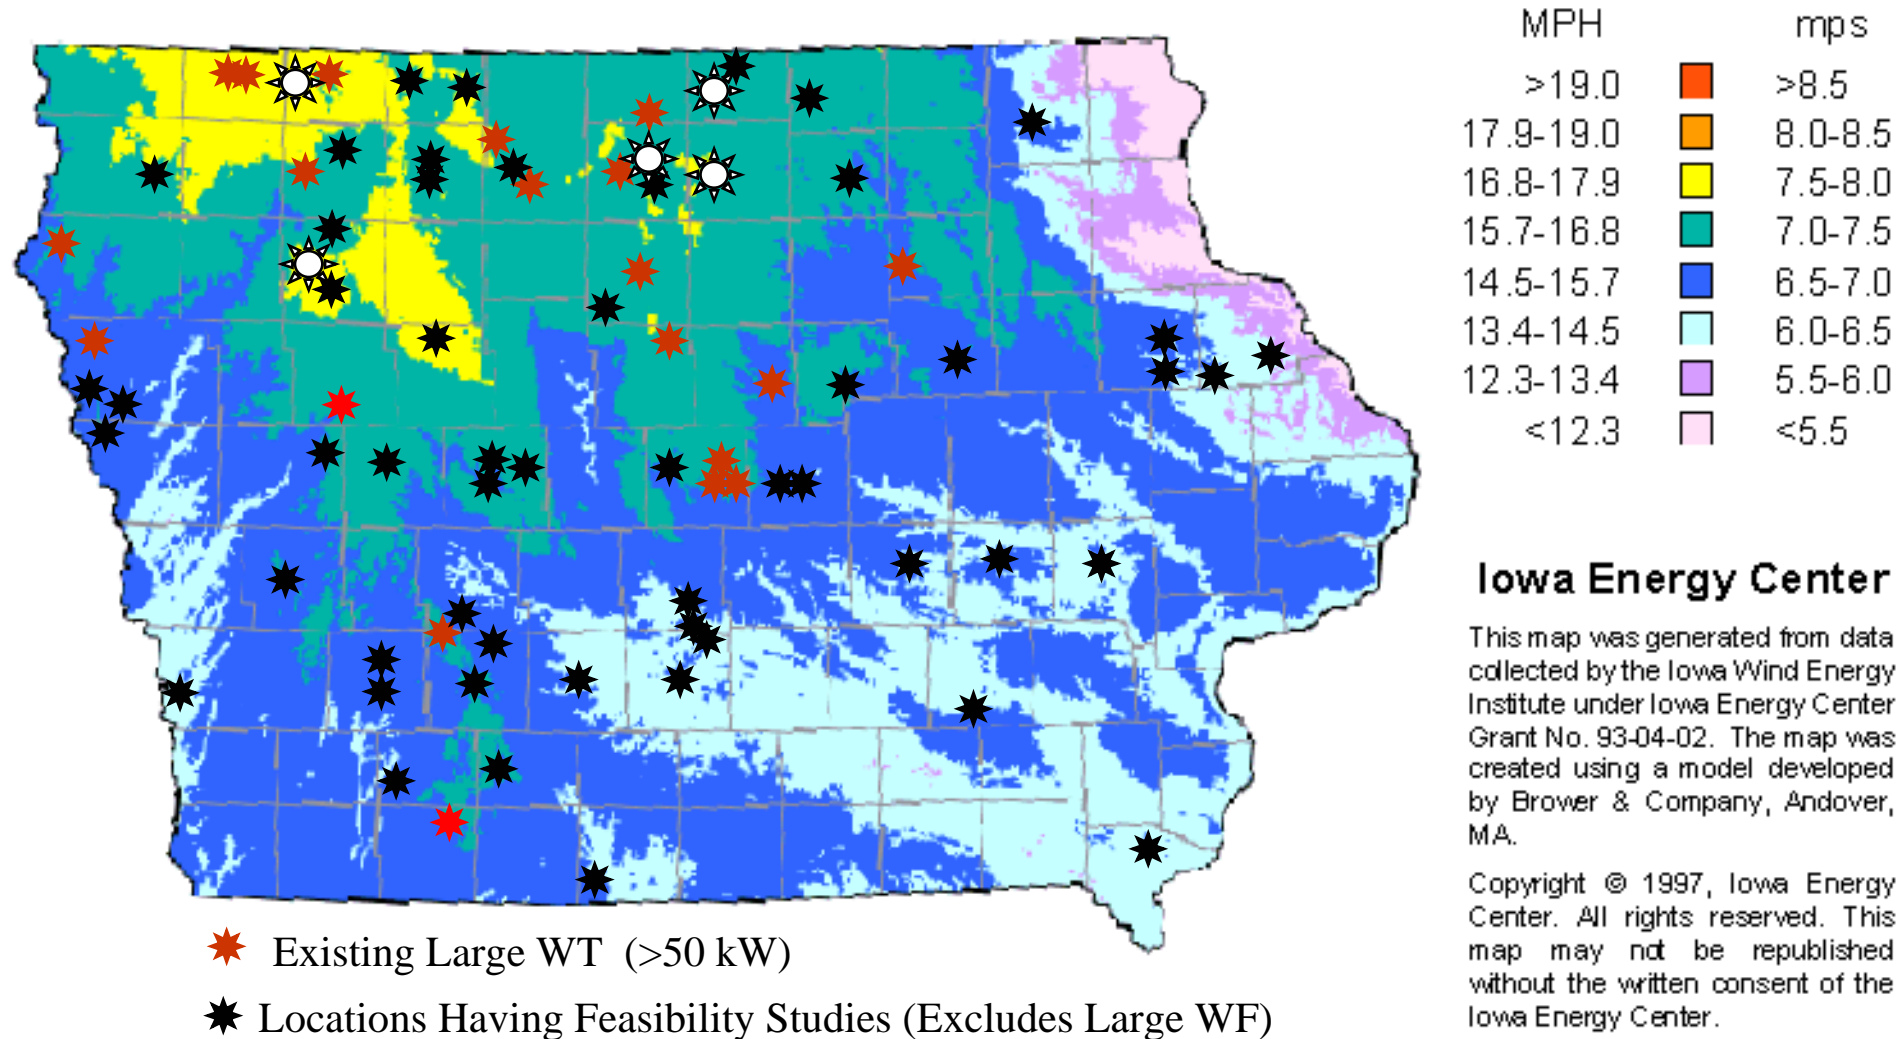 MPH mps
>19.0 >8.5
17.9-19.0 8.0-8.5
16.8-17.9 7.5-8.0
15.7-16.8 7.0-7.5
14.5-15.7 6.5-7.0
13.4-14.5 6.0-6.5
12.3-13.4 5.5-6.0
<12.3 <5.5
Iowa Energy Center
This map was generated from data
collected by the Iowa Wind Energy
Institute under Iowa Energy Center
Grant No. 93-04-02. The map was
created using a model developed
by Brower & Company, Andover,
MA.
Copyright © 1997, Iowa Energy
Center. All rights reserved. This
map may not be republished
without the written consent of the
Iowa Energy Center.
Existing Large WT (>50 kW)
Locations Having Feasibility Studies (Excludes Large WF)